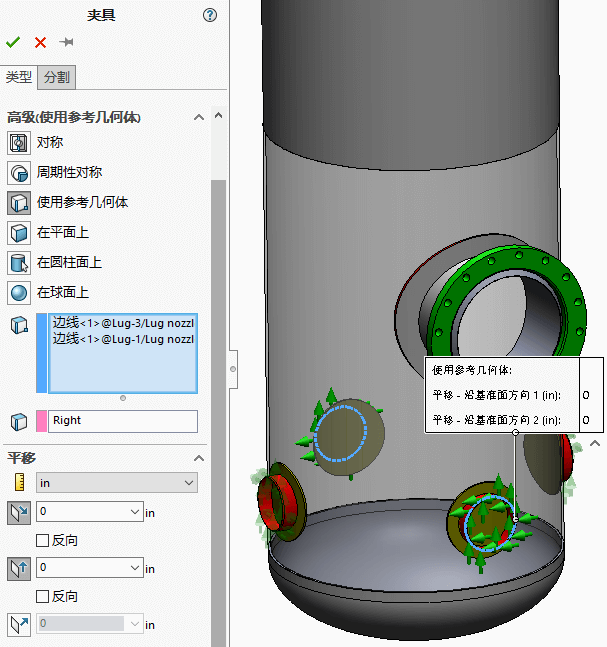 夹具
类型
分割
高级(使用参考几何体)
对称
周期性对称
使用参考几何体
在平面上
在圆柱面上
在球面上
边线<1>@Lug-3/Lug nozzl
边线<1>@Lug-1/Lug nozzl
Right
平移
in
0
in
反向
0
in
反向
0
in
使用参考几何体:
平移 - 沿基准面方向 1 (in):
0
平移 - 沿基准面方向 2 (in):
0